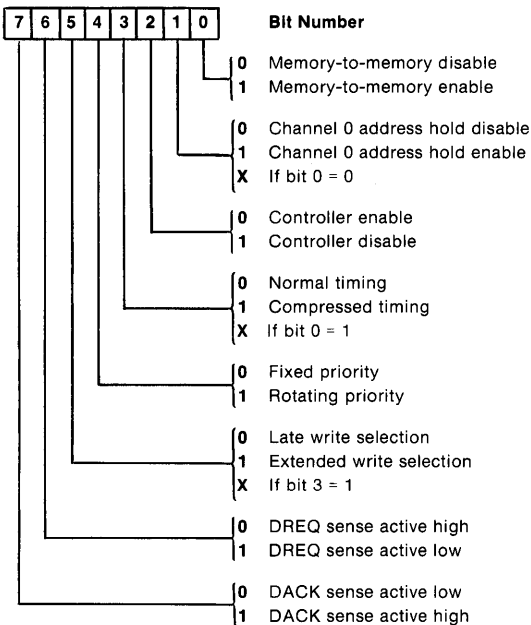 7 6 5 4 3 2 1 0 Bit Number
0 Memory-to-memory disable
1 Memory-to-memory enable
0 Channel 0 address hold disable
1 Channel 0 address hold enable
X If bit 0 = 0
0 Controller enable
1 Controller disable
0 Normal timing
1 Compressed timing
X If bit 0 = 1
0 Fixed priority
1 Rotating priority
0 Late write selection
1 Extended write selection
X If bit 3 = 1
0 DREQ sense active high
1 DREQ sense active low
0 DACK sense active low
1 DACK sense active high